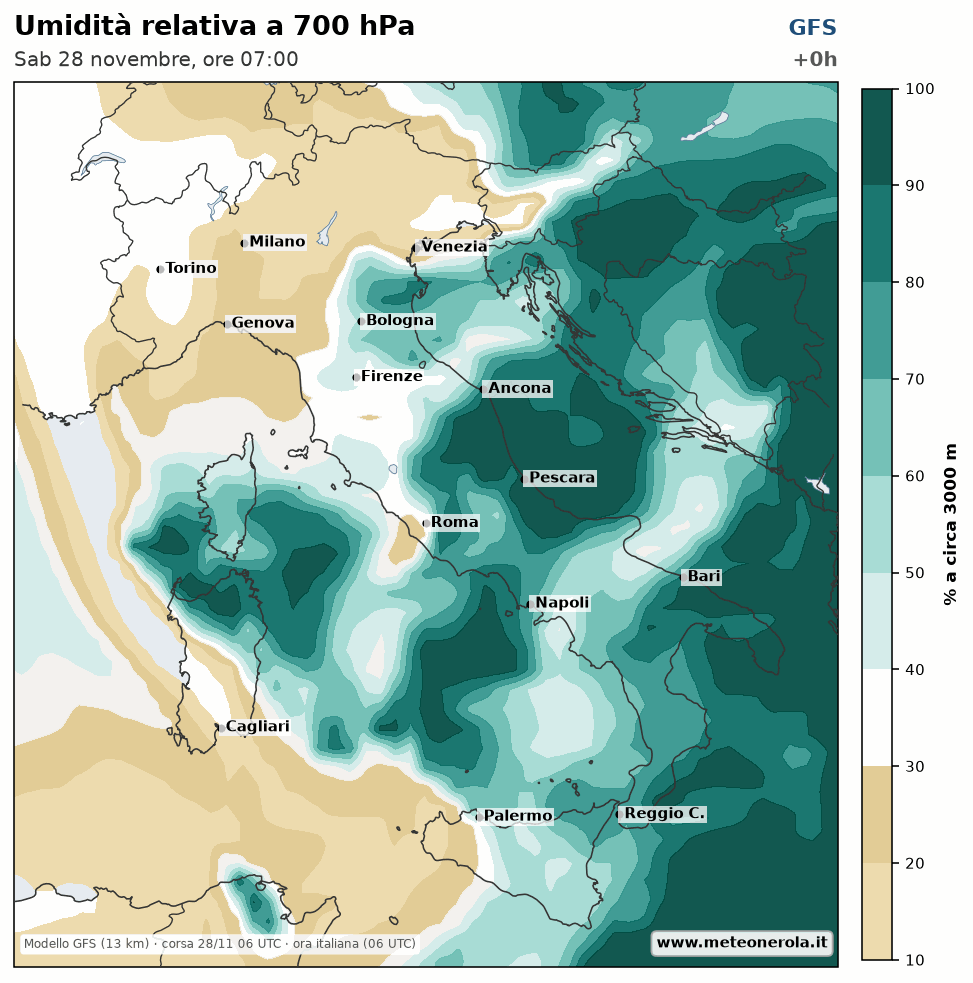 Umidità relativa a 700 hPa
GFS
Sab 28 novembre, ore 07:00
+0h
100
90
80
70
60
50
40
30
20
10
% a circa 3000 m
Milano
Venezia
Torino
Genova
Bologna
Firenze
Ancona
Pescara
Roma
Bari
Napoli
Cagliari
Palermo
Reggio C.
Modello GFS (13 km) · corsa 28/11 06 UTC · ora italiana (06 UTC)
www.meteonerola.it